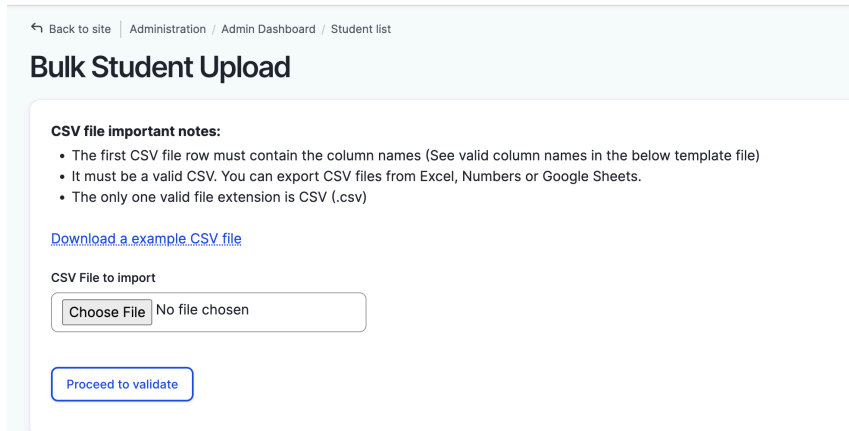 Back to site Administration / Admin Dashboard / Student list
Bulk Student Upload
CSV file important notes:
• The first CSV file row must contain the column names (See valid column names in the below template file)
• It must be a valid CSV. You can export CSV files from Excel, Numbers or Google Sheets.
• The only one valid file extension is CSV (.csv)
Download a example CSV file
CSV File to import
Choose File No file chosen
Proceed to validate